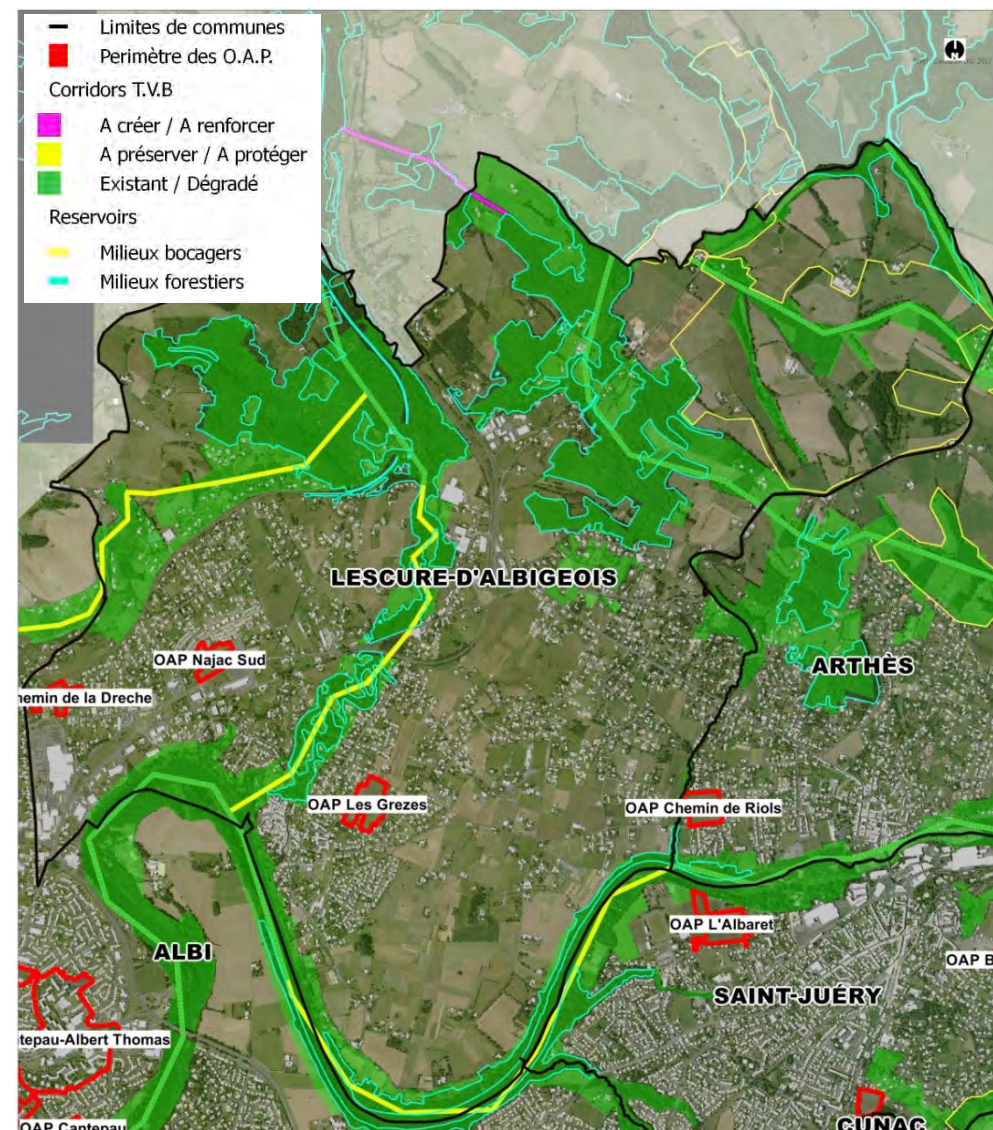 Limites de communes
Perimètre des O.A.P.
Corridors T.V.B
A créer / A renforcer
A préserver / A protéger
Existant / Dégradé
Reservoirs
Milieux bocagers
Milieux forestiers
LESCURE-D'ALBIGEOIS
OAP Najac Sud
ARTHÈS
hemin de la Dreche
OAP Les Grezes
OAP Chemin de Riols
OAP L'Albaret
ALBI
OAP B
SAINT-JUÉRY
ntepau-Albert Thomas
OAP Cantepau
CUNAC